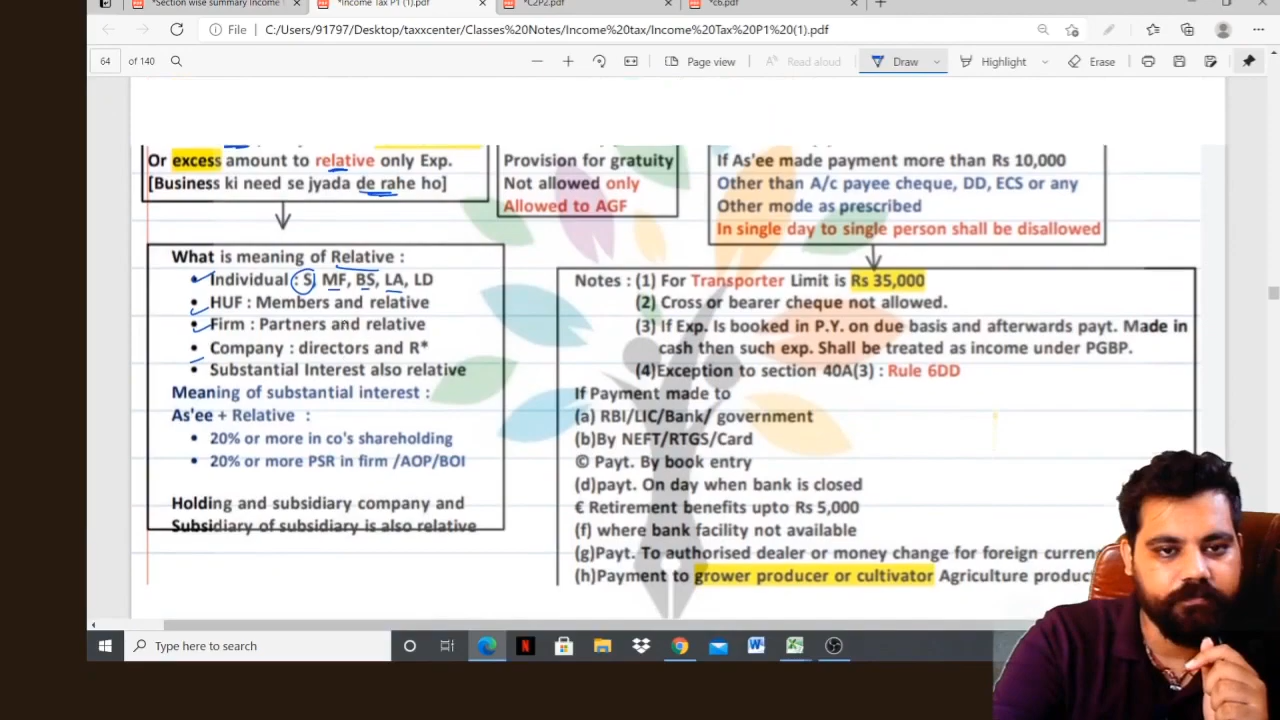 *Section wise summary Income
*Income Tax P1 (1).pdf
*C2P2.pdf
*c6.pdf
File
C:/Users/91797/Desktop/taxxcenter/Classes%20Notes/Income%20tax/Income%20Tax%20P1%20(1).pdf
64 of 140
Page view
Read aloud
Draw
Highlight
Erase
Or excess amount to relative only Exp.
[Business ki need se jyada de rahe ho]
What is meaning of Relative :
• Individual : S, MF, BS, LA, LD
• HUF : Members and relative
• Firm : Partners and relative
• Company : directors and R*
• Substantial Interest also relative
Meaning of substantial interest :
As'ee + Relative :
• 20% or more in co's shareholding
• 20% or more PSR in firm /AOP/BOI
Holding and subsidiary company and
Subsidiary of subsidiary is also relative
Provision for gratuity
Not allowed only
Allowed to AGF
If As'ee made payment more than Rs 10,000
Other than A/c payee cheque, DD, ECS or any
Other mode as prescribed
In single day to single person shall be disallowed
Notes : (1) For Transporter Limit is Rs 35,000
(2) Cross or bearer cheque not allowed.
(3) If Exp. Is booked in P.Y. on due basis and afterwards payt. Made in
cash then such exp. Shall be treated as income under PGBP.
(4)Exception to section 40A(3) : Rule 6DD
If Payment made to
(a) RBI/LIC/Bank/ government
(b)By NEFT/RTGS/Card
© Payt. By book entry
(d)payt. On day when bank is closed
€ Retirement benefits upto Rs 5,000
(f) where bank facility not available
(g)Payt. To authorised dealer or money change for foreign curren
(h)Payment to grower producer or cultivator Agriculture produc
Type here to search